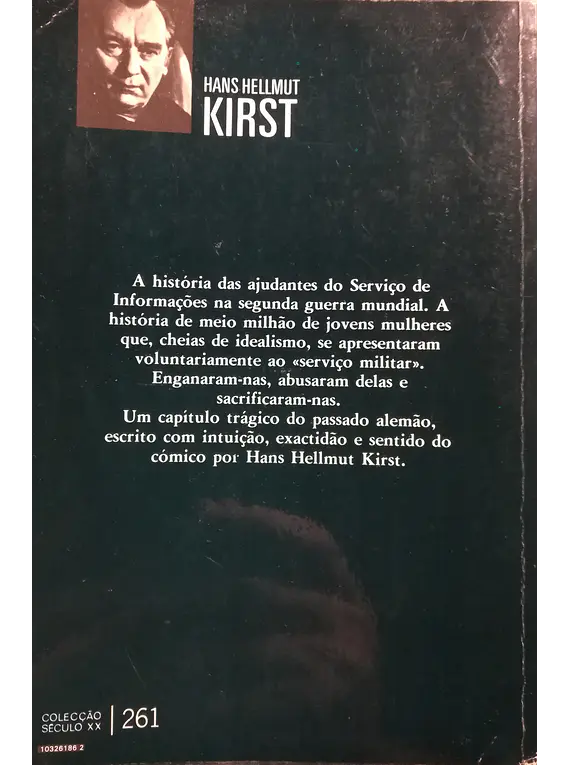 HANS HELLMUT
KIRST
A história das ajudantes do Serviço de
Informações na segunda guerra mundial. A
história de meio milhão de jovens mulheres
que, cheias de idealismo, se apresentaram
voluntariamente ao «serviço militar».
Enganaram-nas, abusaram delas e
sacrificaram-nas.
Um capítulo trágico do passado alemão,
escrito com intuição, exactidão e sentido do
cómico por Hans Hellmut Kirst.
COLECÇÃO
SÉCULO XX | 261
10326186 2